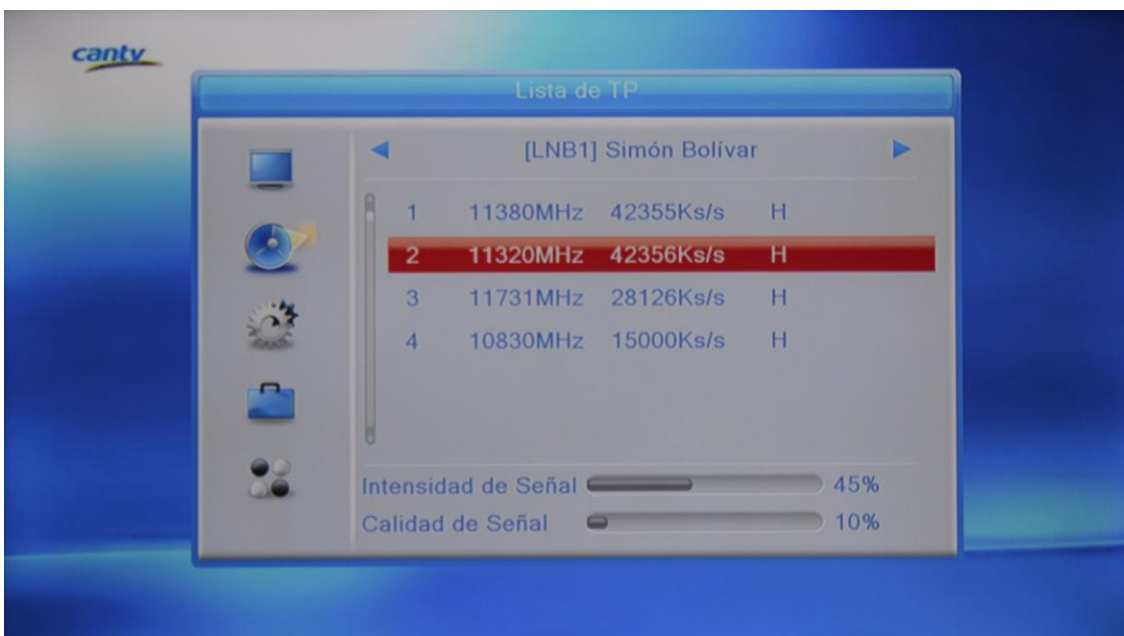 canty
Lista de TP
[LNB1] Simón Bolívar
1 11380MHz 42355Ks/s H
2 11320MHz 42356Ks/s H
3 11731MHz 28126Ks/s H
4 10830MHz 15000Ks/s H
Intensidad de Señal 45%
Calidad de Señal 10%